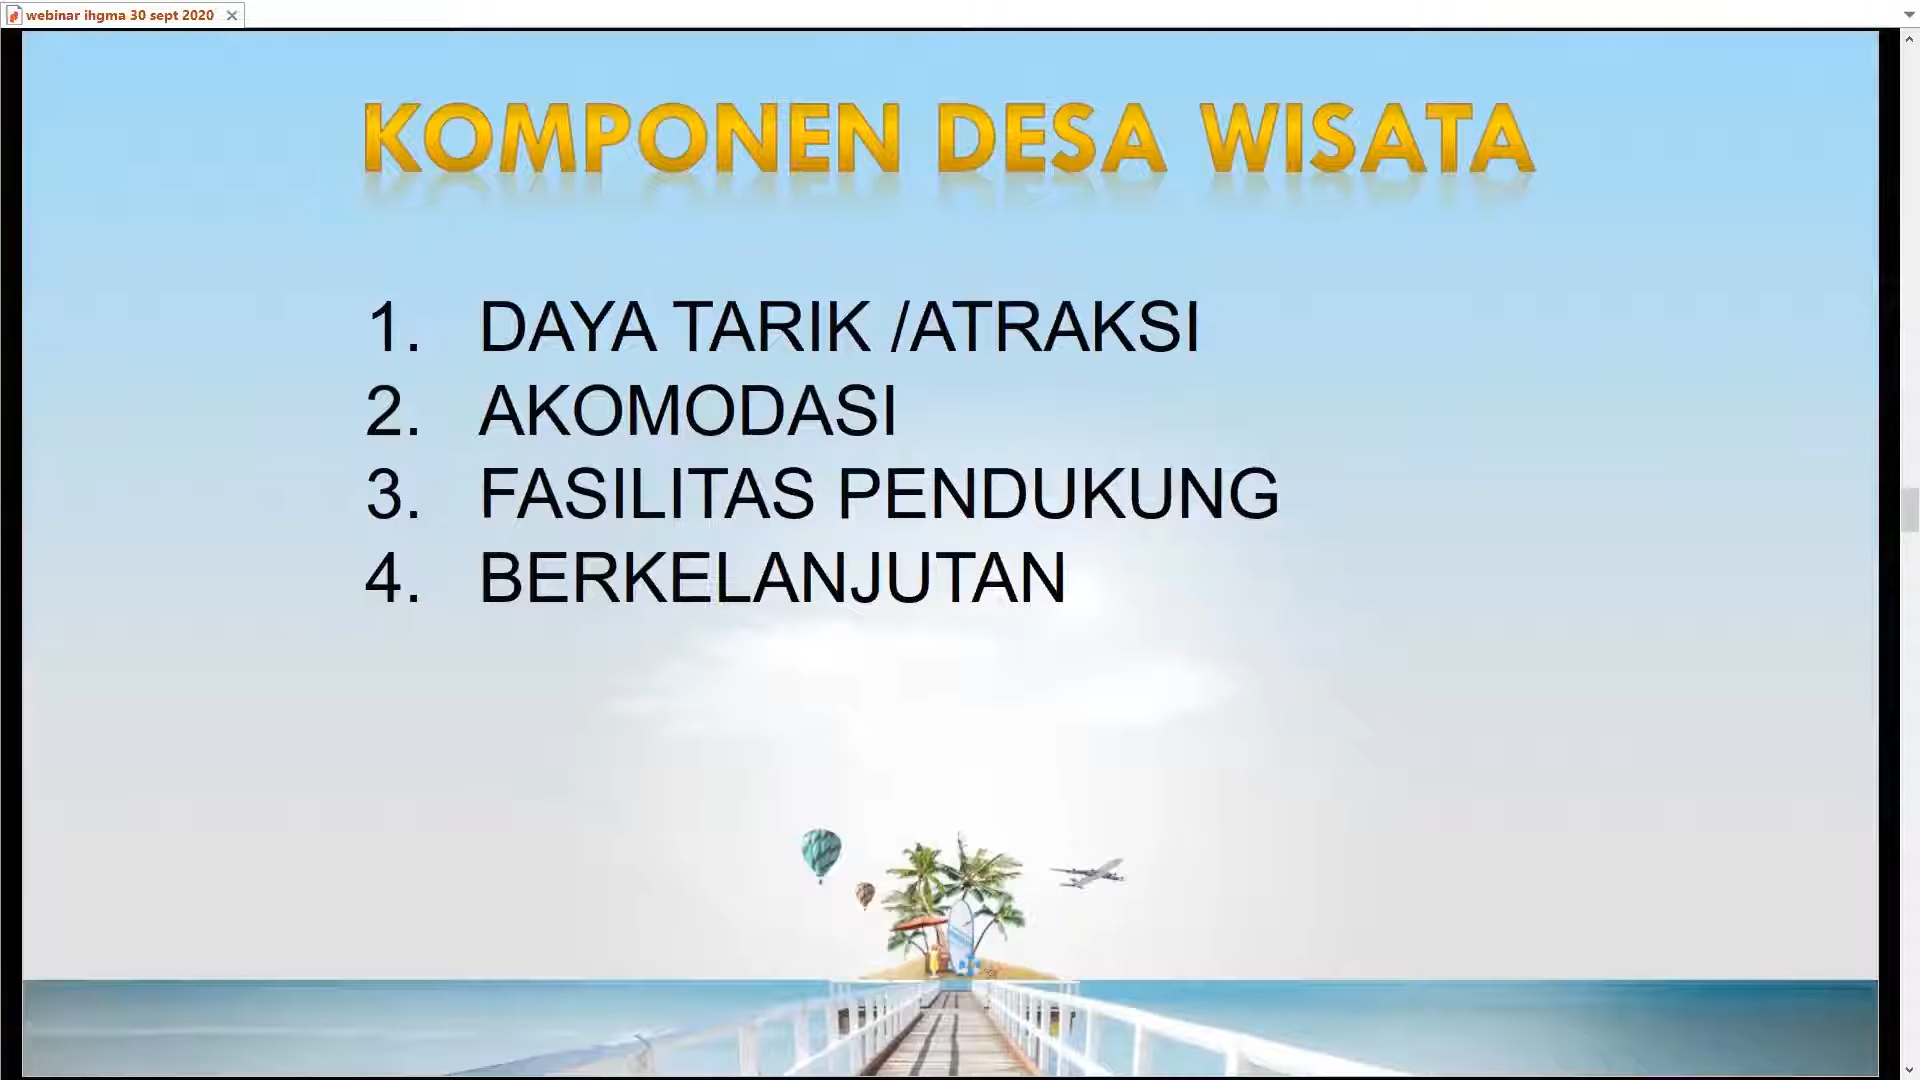 webinar ihgma 30 sept 2020
KOMPONEN DESA WISATA
1. DAYA TARIK /ATRAKSI
2. AKOMODASI
3. FASILITAS PENDUKUNG
4. BERKELANJUTAN